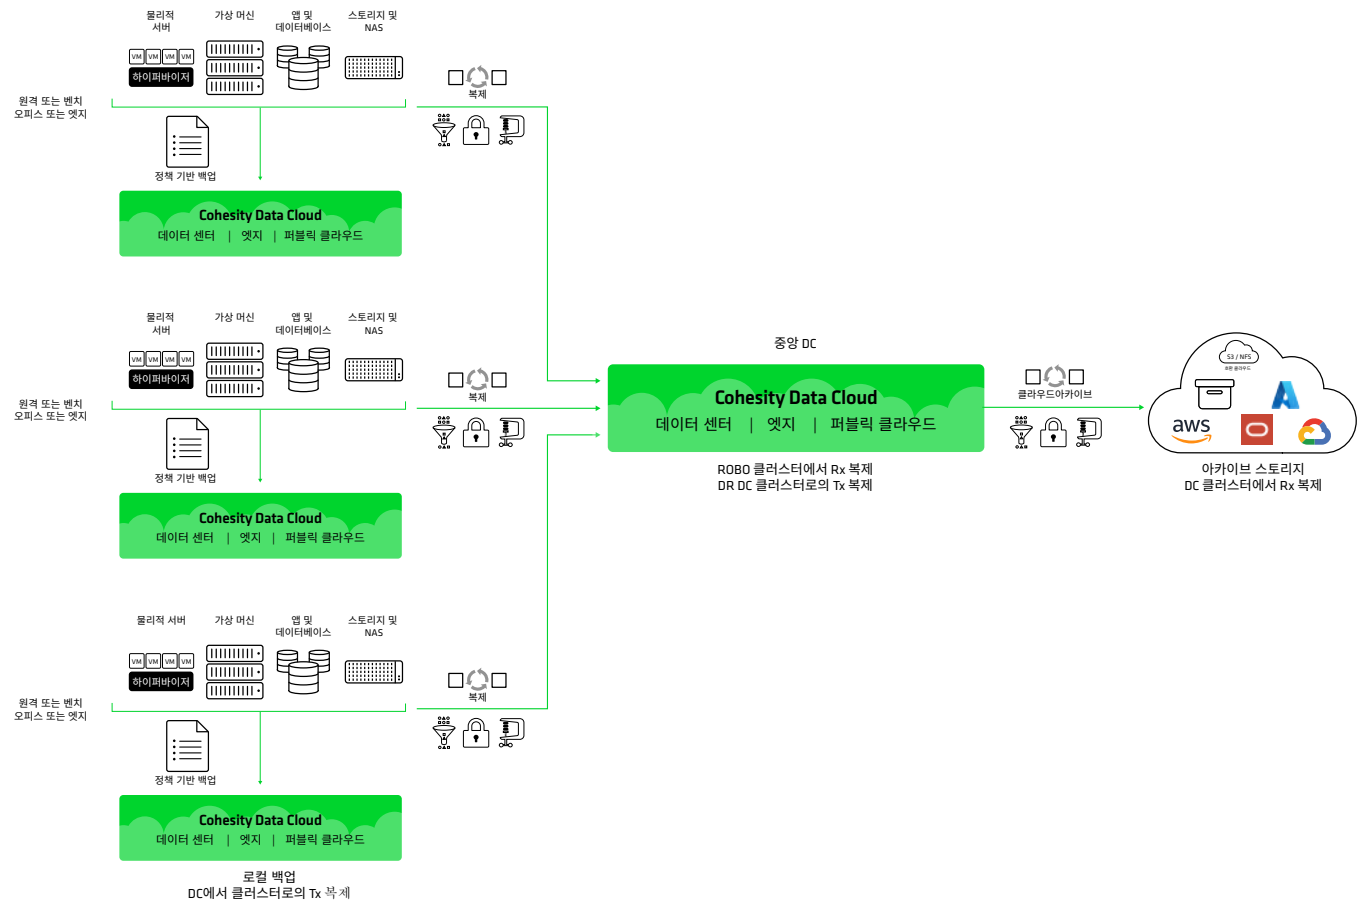 물리적
서버
가상 머신
앱 및
데이터베이스
스토리지 및
NAS
VM VM VM VM
하이퍼바이저
원격 또는 벤치
오피스 또는 엣지
복제
정책 기반 백업
Cohesity Data Cloud
데이터 센터 | 엣지 | 퍼블릭 클라우드
물리적
서버
가상 머신
앱 및
데이터베이스
스토리지 및
NAS
VM VM VM VM
하이퍼바이저
원격 또는 벤치
오피스 또는 엣지
복제
정책 기반 백업
Cohesity Data Cloud
데이터 센터 | 엣지 | 퍼블릭 클라우드
물리적 서버
가상 머신
앱 및
데이터베이스
스토리지 및
NAS
VM VM VM VM
하이퍼바이저
원격 또는 벤치
오피스 또는 엣지
복제
정책 기반 백업
Cohesity Data Cloud
데이터 센터 | 엣지 | 퍼블릭 클라우드
로컬 백업
DC에서 클러스터로의 Tx 복제
중앙 DC
Cohesity Data Cloud
데이터 센터 | 엣지 | 퍼블릭 클라우드
ROBO 클러스터에서 Rx 복제
DR DC 클러스터로의 Tx 복제
클라우드아카이브
S3 / NFS
호환 클라우드
aws
아카이브 스토리지
DC 클러스터에서 Rx 복제